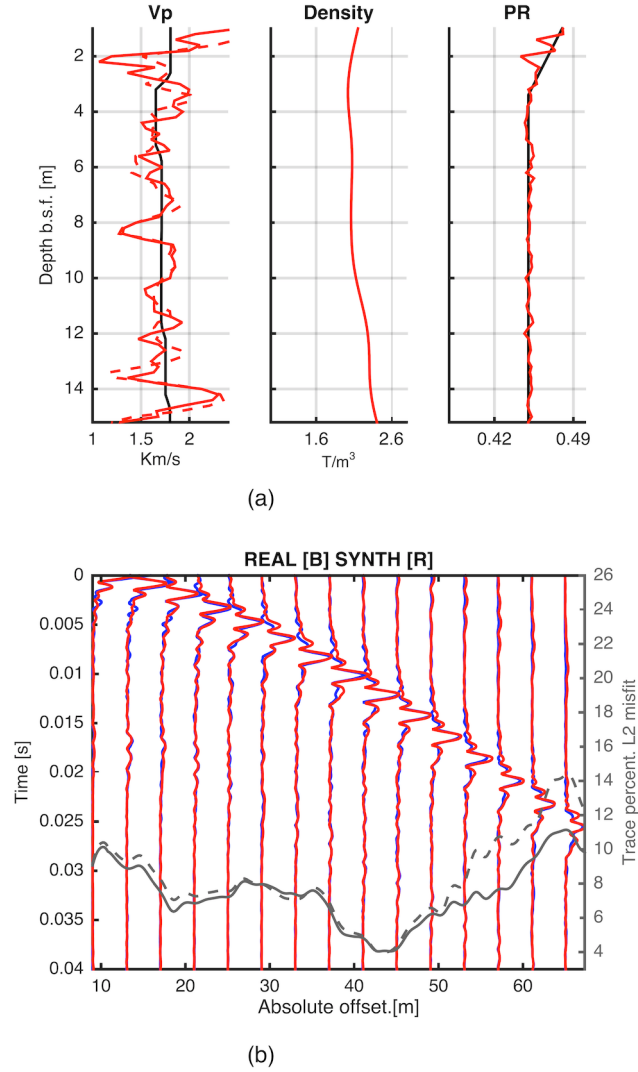 Vp Density PR
2
4
6
8
10
12
14
Depth b.s.f. [m]
1 1.5 2
Km/s
1.6 2.6
T/m³
0.42 0.49
(a)
REAL [B] SYNTH [R]
0
0.005
0.01
0.015
0.02
0.025
0.03
0.035
0.04
Time [s]
26
24
22
20
18
16
14
12
10
8
6
4
Trace percent. L2 misfit
10 20 30 40 50 60
Absolute offset.[m]
(b)